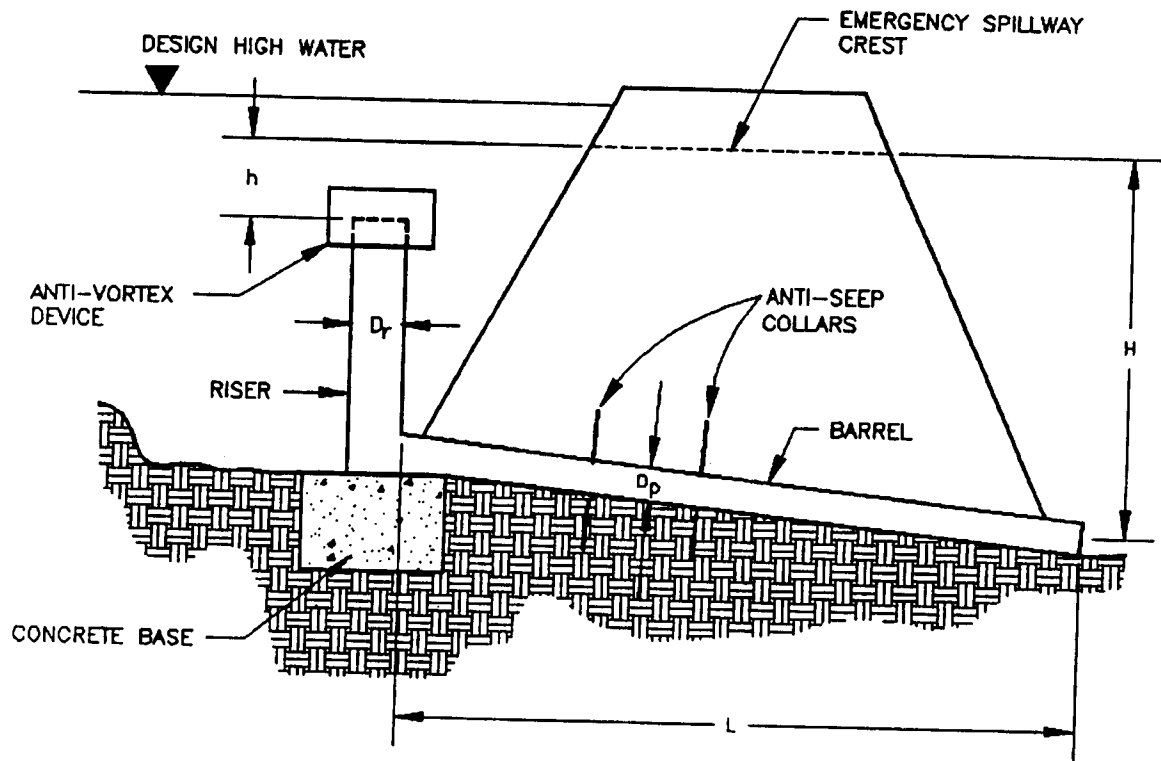 EMERGENCY SPILLWAY
CREST
DESIGN HIGH WATER
h
ANTI-VORTEX
DEVICE
Dr
ANTI-SEEP
COLLARS
H
RISER
BARREL
Dp
CONCRETE BASE
L